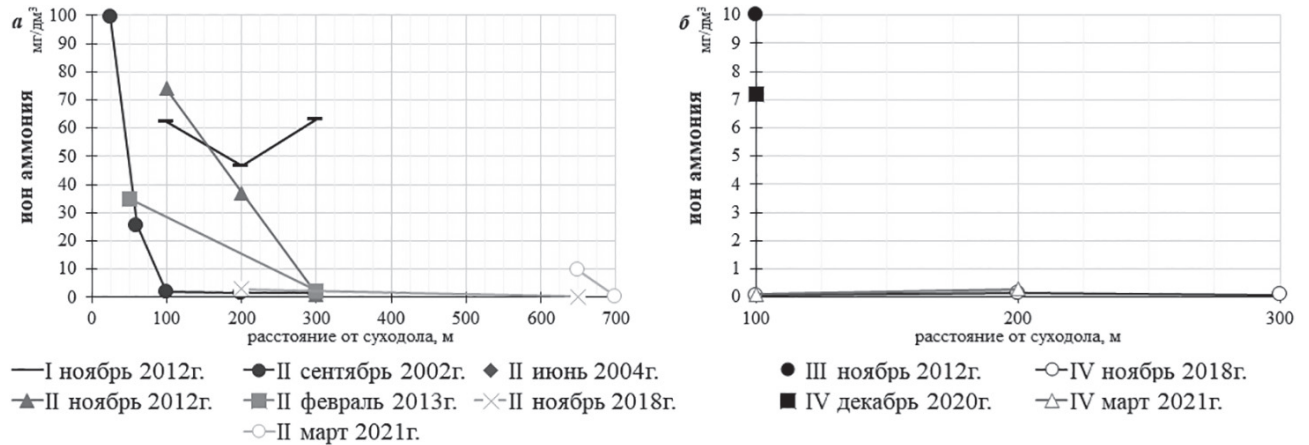 а
мг/дм³
ион аммония
100
90
80
70
60
50
40
30
20
10
0
0 100 200 300 400 500 600 700
расстояние от суходола, м
I ноябрь 2012г. II сентябрь 2002г. II июнь 2004г.
II ноябрь 2012г. II февраль 2013г. II ноябрь 2018г.
II март 2021г.
б
мг/дм³
ион аммония
10
9
8
7
6
5
4
3
2
1
0
100 200 300
расстояние от суходола, м
III ноябрь 2012г. IV ноябрь 2018г.
IV декабрь 2020г. IV март 2021г.